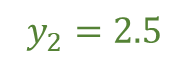 y₂ = 2.5